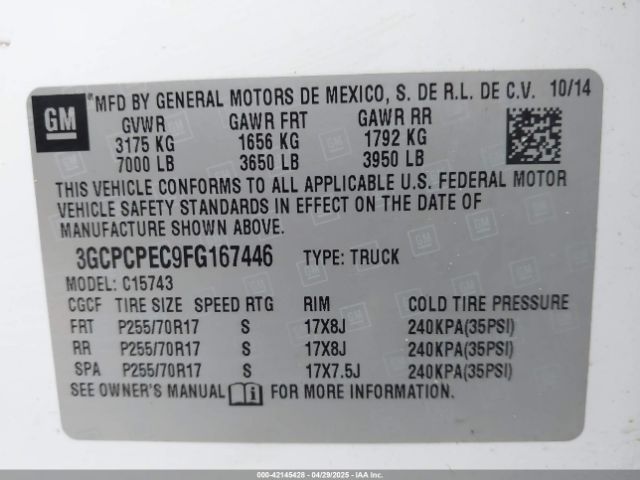 GM
MFD BY GENERAL MOTORS DE MEXICO, S. DE R.L. DE C.V. 10/14
GVWR GAWR FRT GAWR RR
3175 KG 1656 KG 1792 KG
7000 LB 3650 LB 3950 LB
THIS VEHICLE CONFORMS TO ALL APPLICABLE U.S. FEDERAL MOTOR
VEHICLE SAFETY STANDARDS IN EFFECT ON THE DATE OF
MANUFACTURE SHOWN ABOVE.
3GCPCPEC9FG167446 TYPE: TRUCK
MODEL: C15743
CGCF TIRE SIZE SPEED RTG RIM COLD TIRE PRESSURE
FRT P255/70R17 S 17X8J 240KPA(35PSI)
RR P255/70R17 S 17X8J 240KPA(35PSI)
SPA P255/70R17 S 17X7.5J 240KPA(35PSI)
SEE OWNER'S MANUAL FOR MORE INFORMATION.
000-42145428 - 04/29/2025 - IAAI.COM